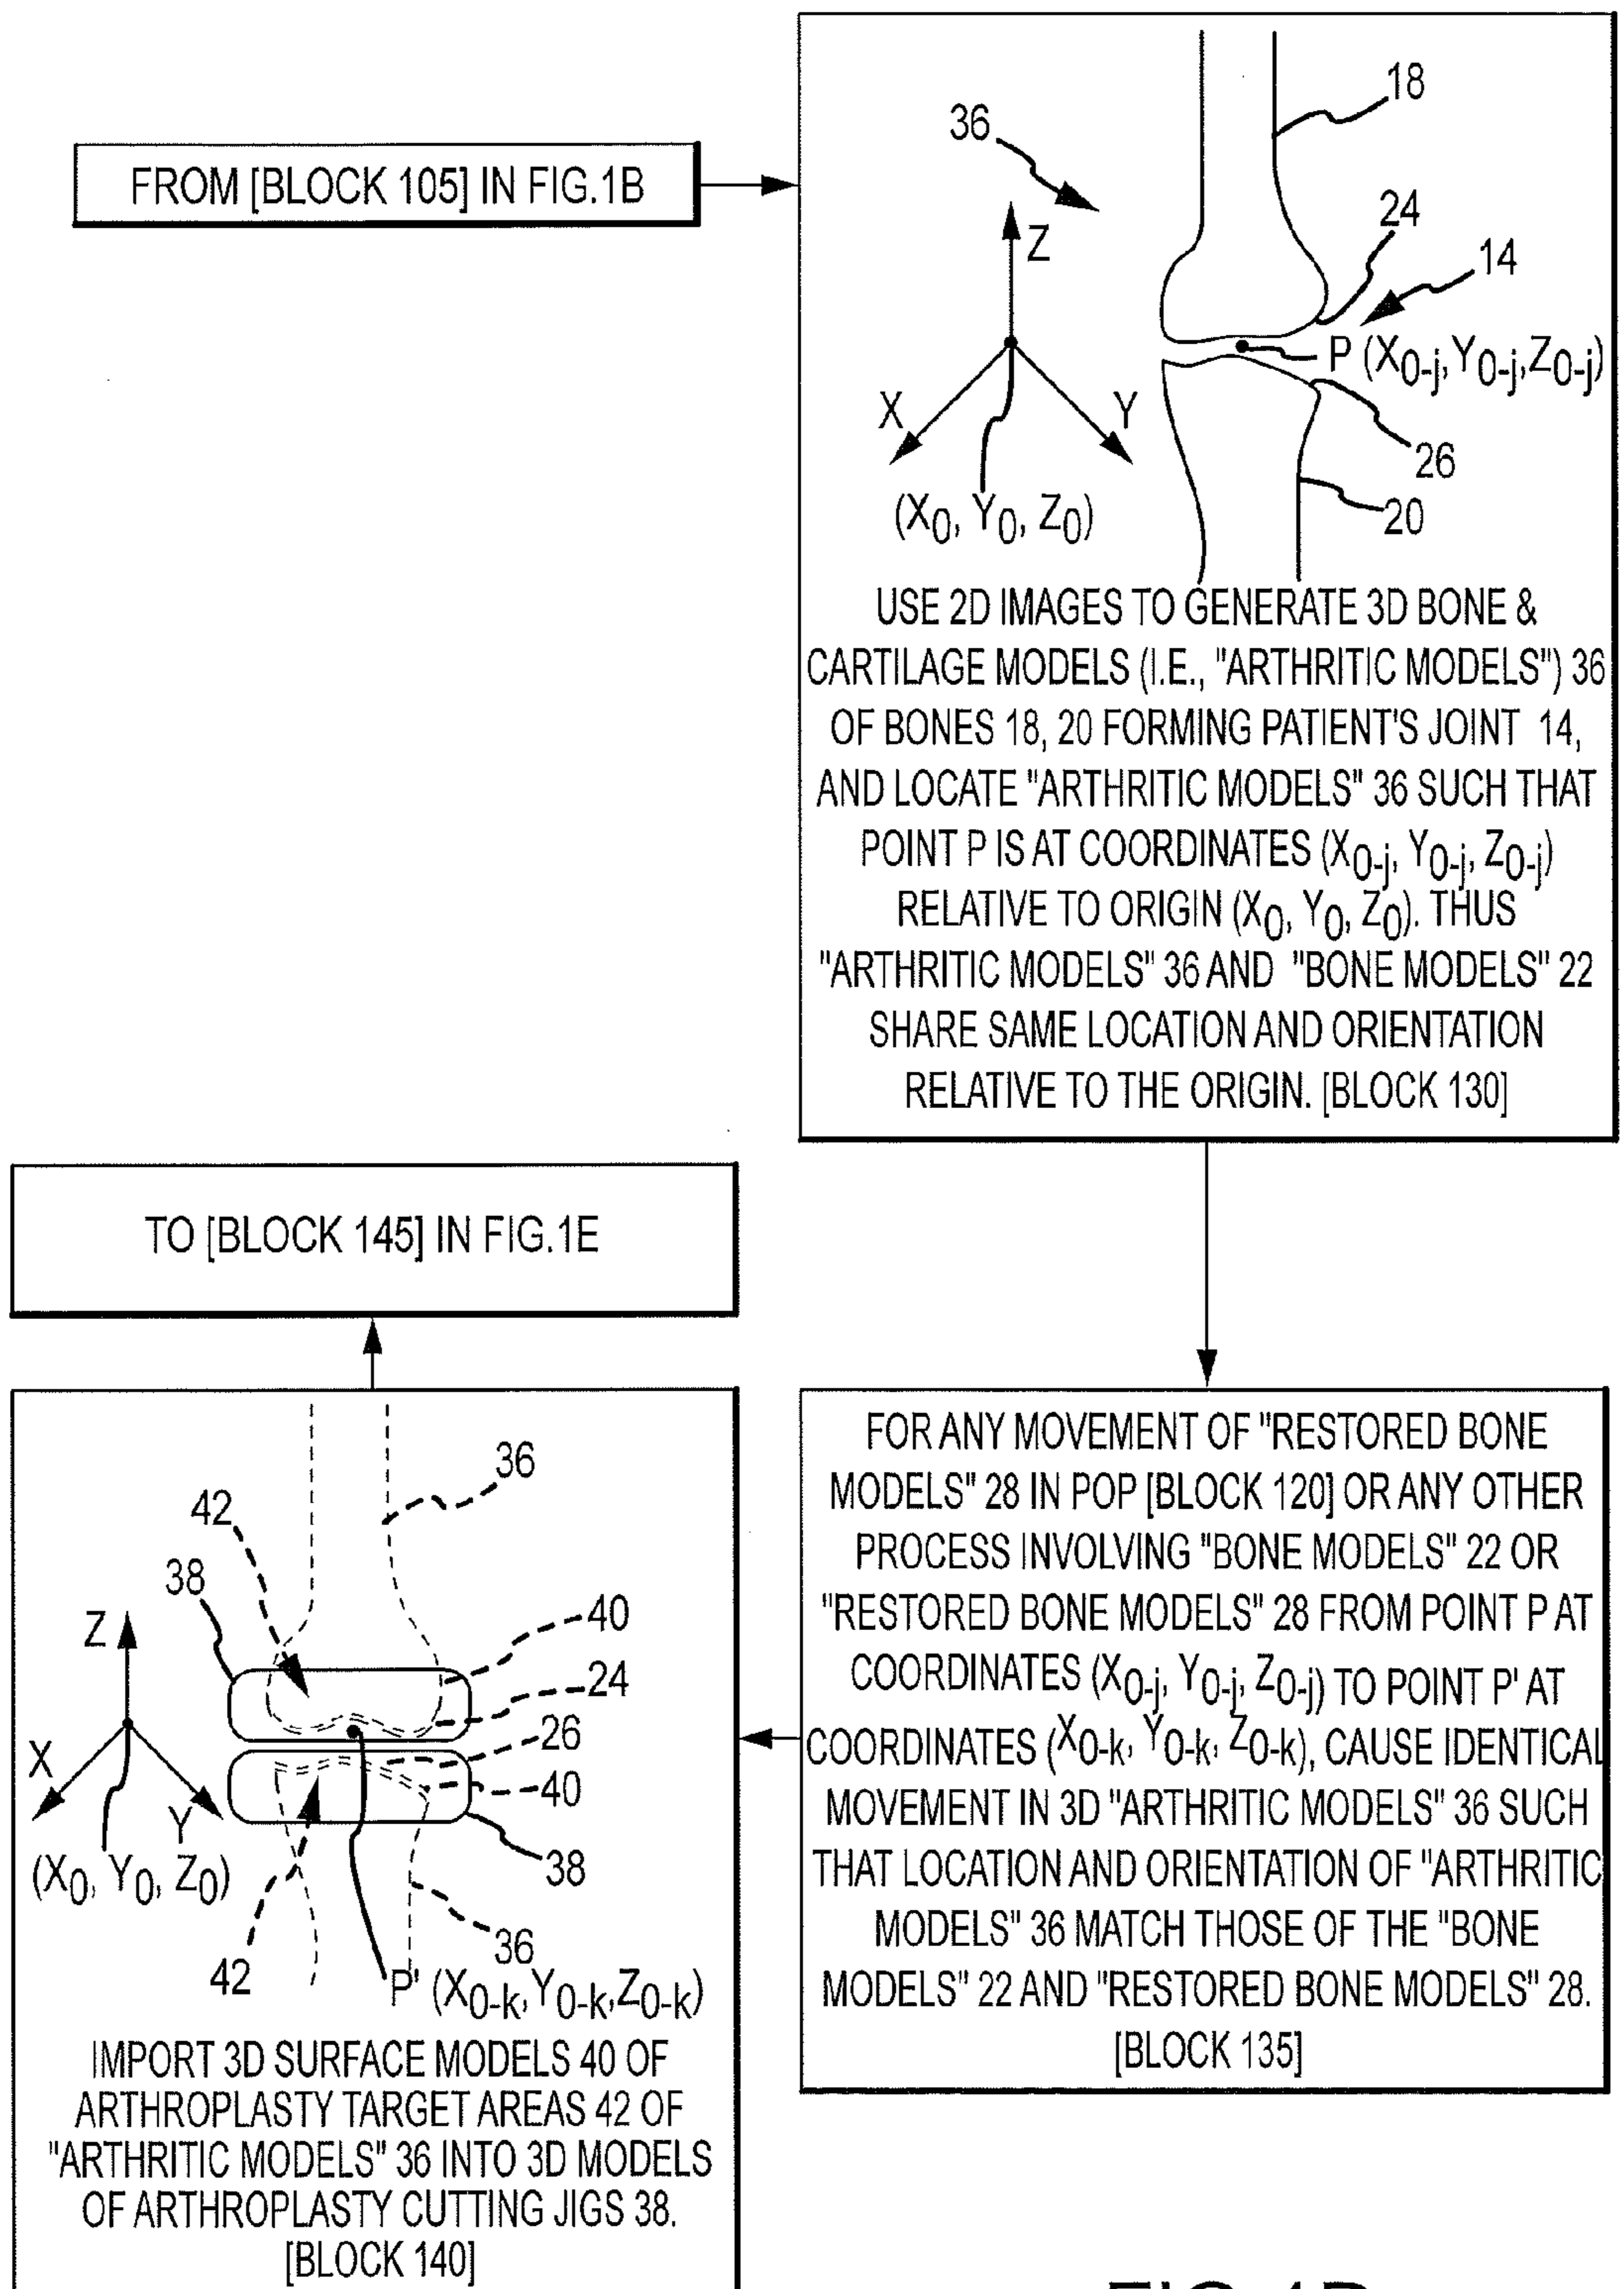 FROM [BLOCK 105] IN FIG.1B
18
36
24
Z
14
P (X0-j,Y0-j,Z0-j)
X
Y
26
(X0, Y0, Z0)
20
USE 2D IMAGES TO GENERATE 3D BONE &
CARTILAGE MODELS (I.E., "ARTHRITIC MODELS") 36
OF BONES 18, 20 FORMING PATIENT'S JOINT 14,
AND LOCATE "ARTHRITIC MODELS" 36 SUCH THAT
POINT P IS AT COORDINATES (X0-j, Y0-j, Z0-j)
RELATIVE TO ORIGIN (X0, Y0, Z0). THUS
"ARTHRITIC MODELS" 36 AND "BONE MODELS" 22
SHARE SAME LOCATION AND ORIENTATION
RELATIVE TO THE ORIGIN. [BLOCK 130]
FOR ANY MOVEMENT OF "RESTORED BONE
MODELS" 28 IN POP [BLOCK 120] OR ANY OTHER
PROCESS INVOLVING "BONE MODELS" 22 OR
"RESTORED BONE MODELS" 28 FROM POINT P AT
COORDINATES (X0-j, Y0-j, Z0-j) TO POINT P' AT
COORDINATES (X0-k, Y0-k, Z0-k), CAUSE IDENTICAL
MOVEMENT IN 3D "ARTHRITIC MODELS" 36 SUCH
THAT LOCATION AND ORIENTATION OF "ARTHRITIC
MODELS" 36 MATCH THOSE OF THE "BONE
MODELS" 22 AND "RESTORED BONE MODELS" 28.
[BLOCK 135]
36
42
38
40
Z
24
26
X
40
Y
38
(X0, Y0, Z0)
36
42
P' (X0-k,Y0-k,Z0-k)
IMPORT 3D SURFACE MODELS 40 OF
ARTHROPLASTY TARGET AREAS 42 OF
"ARTHRITIC MODELS" 36 INTO 3D MODELS
OF ARTHROPLASTY CUTTING JIGS 38.
[BLOCK 140]
TO [BLOCK 145] IN FIG.1E